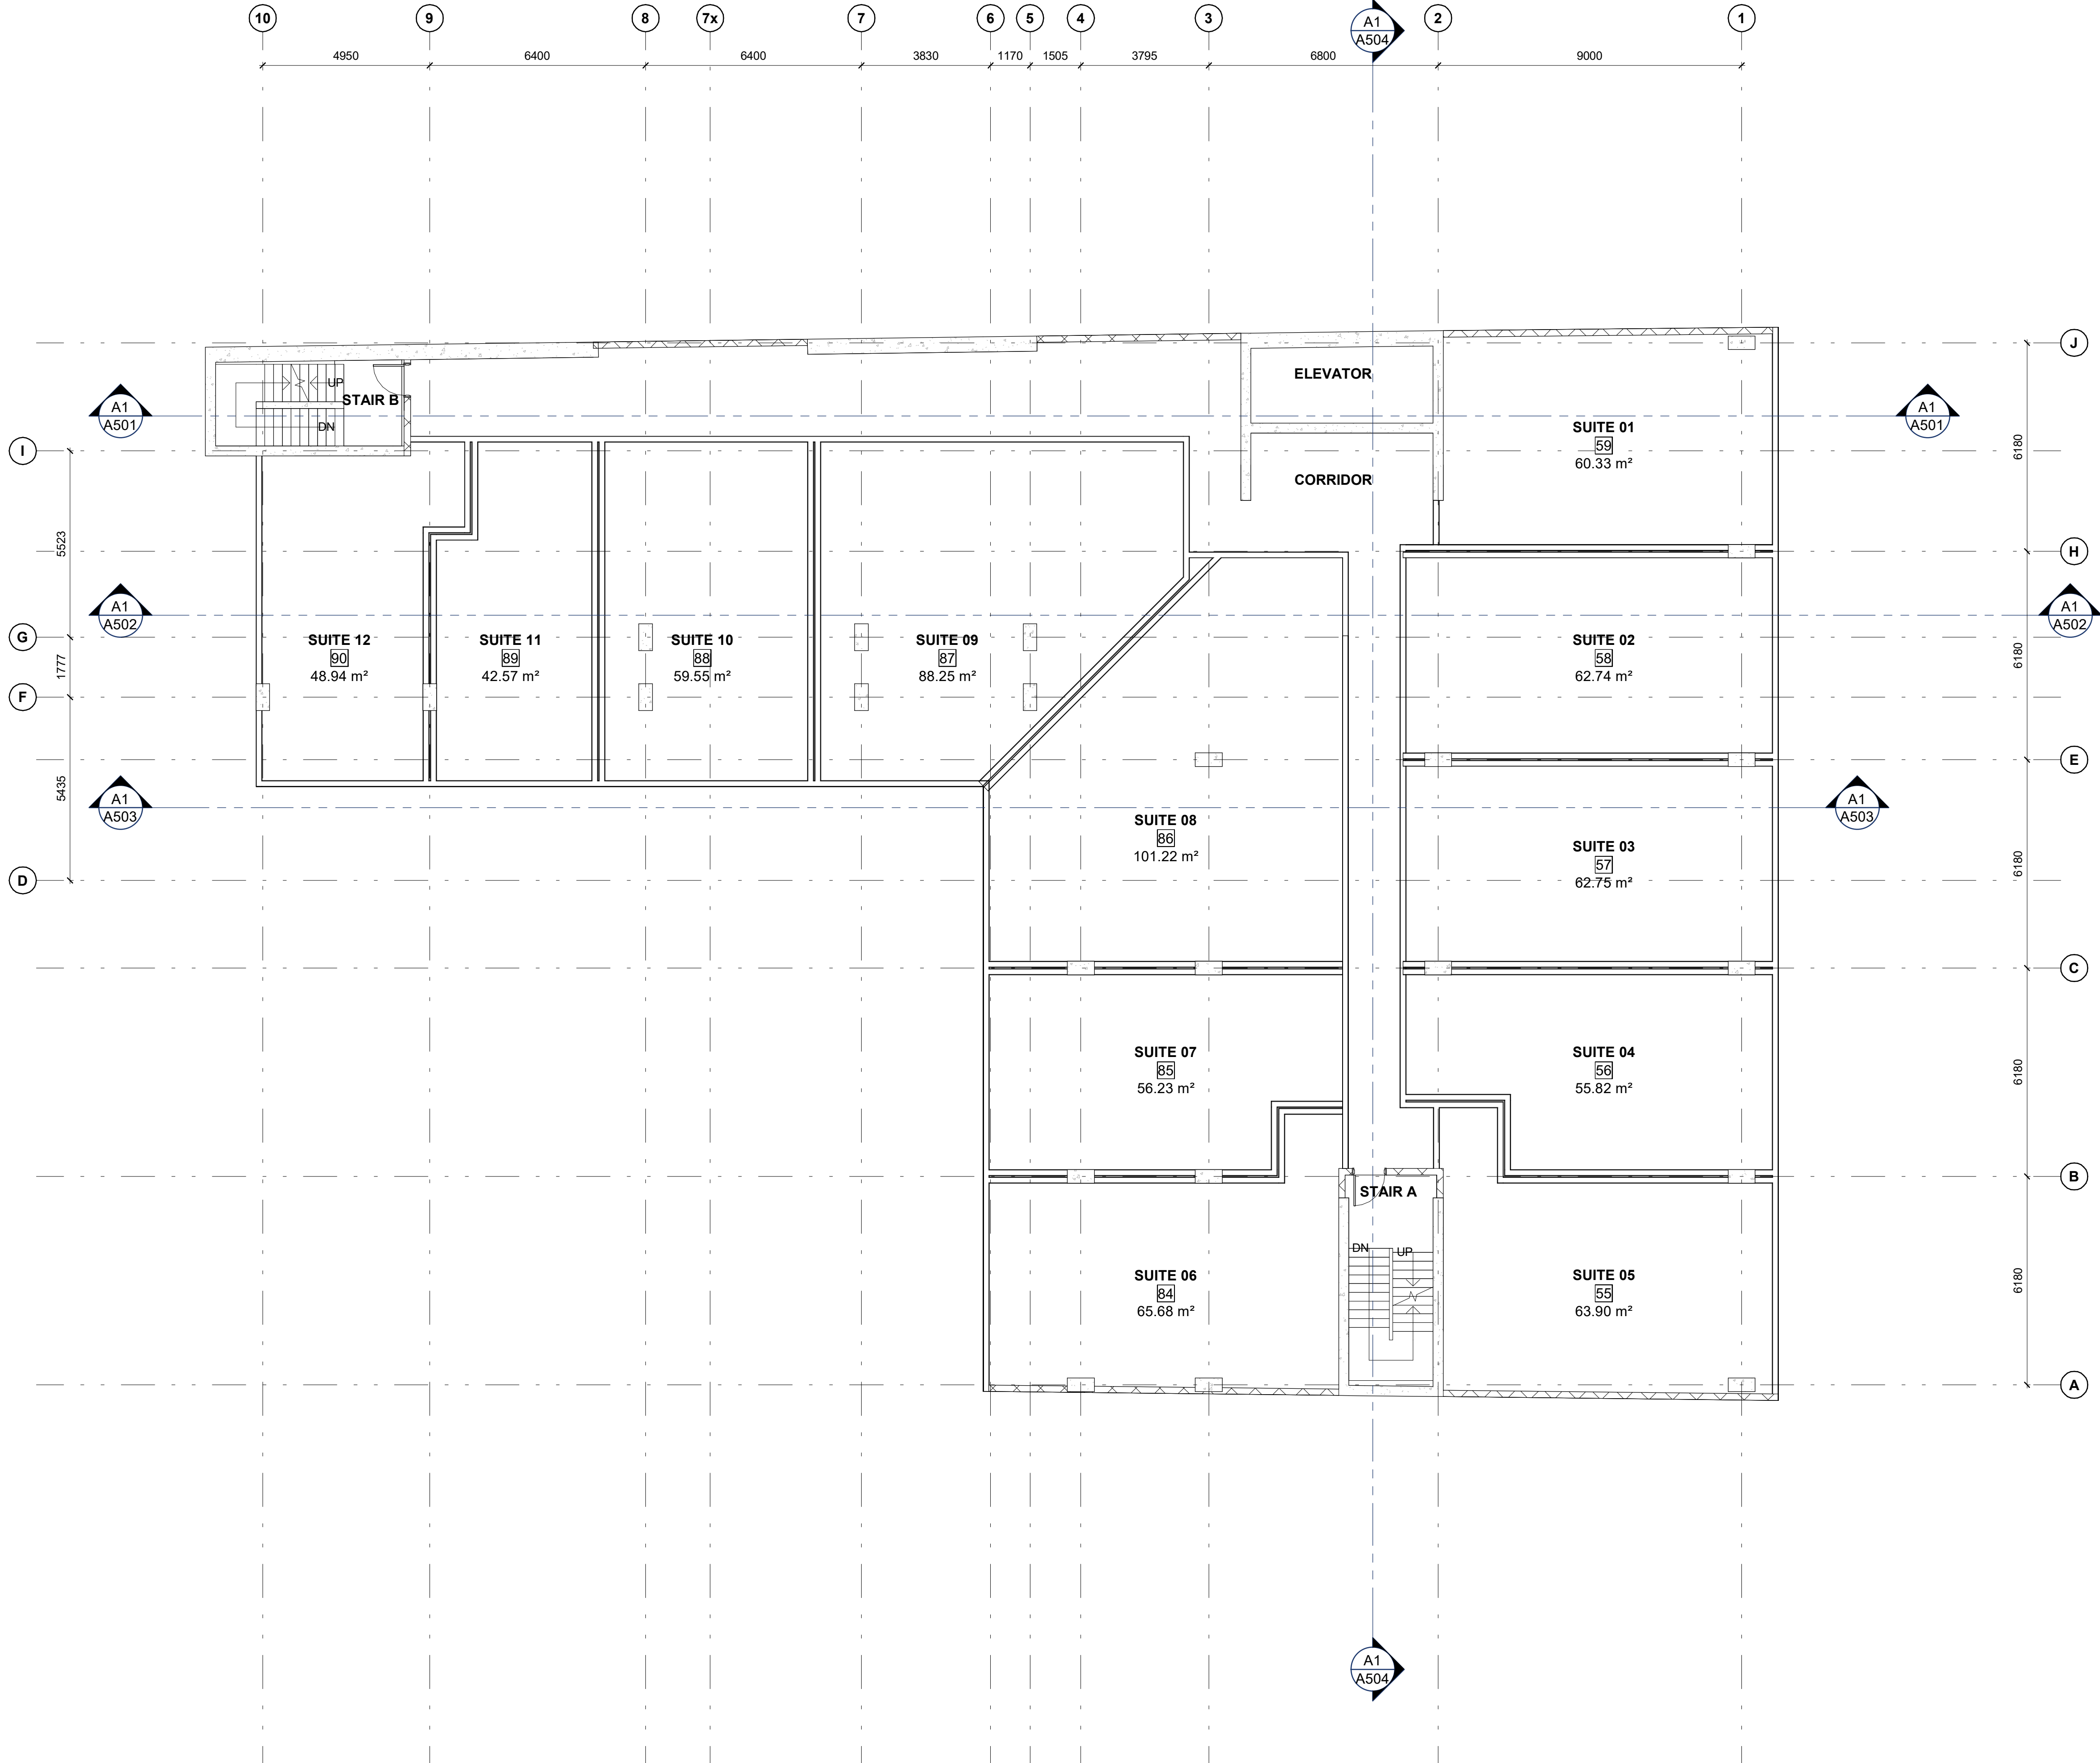 10 9 8 7x 7 6 5 4 3 2 1
A1
A504
4950 6400 6400 3830 1170 1505 3795 6800 9000
J
ELEVATOR
UP
STAIR B
DN
A1
A501
A1
A501
SUITE 01
59
60.33 m²
I
6180
CORRIDOR
5523
H
A1
A502
A1
A502
G
SUITE 12
90
48.94 m²
SUITE 11
89
42.57 m²
SUITE 10
88
59.55 m²
SUITE 09
87
88.25 m²
SUITE 02
58
62.74 m²
1777
6180
F
E
5435
A1
A503
A1
A503
SUITE 08
86
101.22 m²
SUITE 03
57
62.75 m²
6180
D
C
SUITE 07
85
56.23 m²
SUITE 04
56
55.82 m²
6180
B
STAIR A
DN
UP
SUITE 06
84
65.68 m²
SUITE 05
55
63.90 m²
6180
A
A1
A504